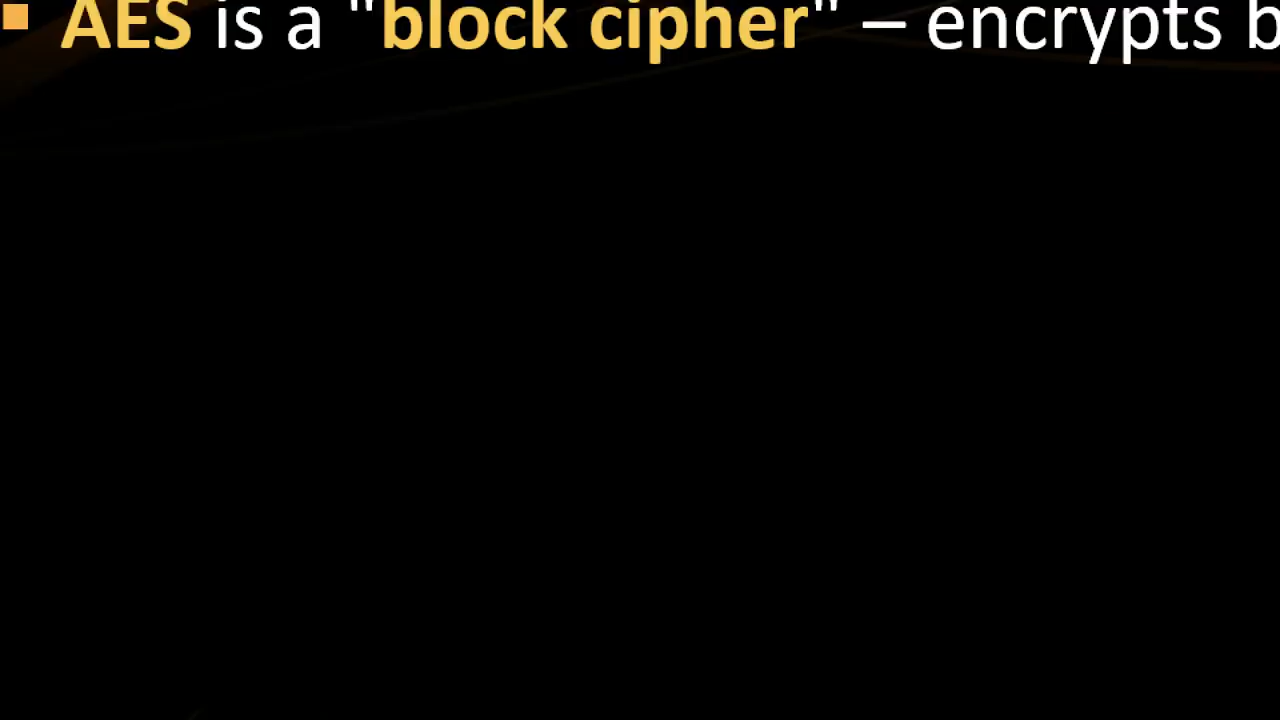 AES is a "block cipher" – encrypts